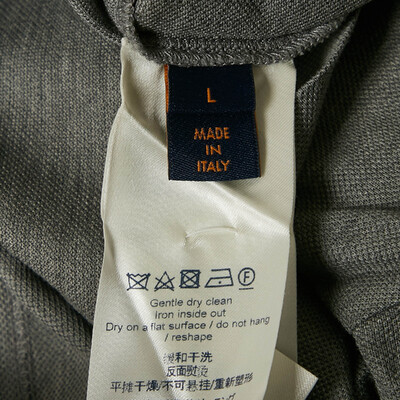 L
MADE
IN
ITALY
F
Gentle dry clean
Iron inside out
Dry on a flat surface / do not hang
/ reshape
缓和干洗
反面熨烫
平摊干燥/不可悬挂/重新塑形